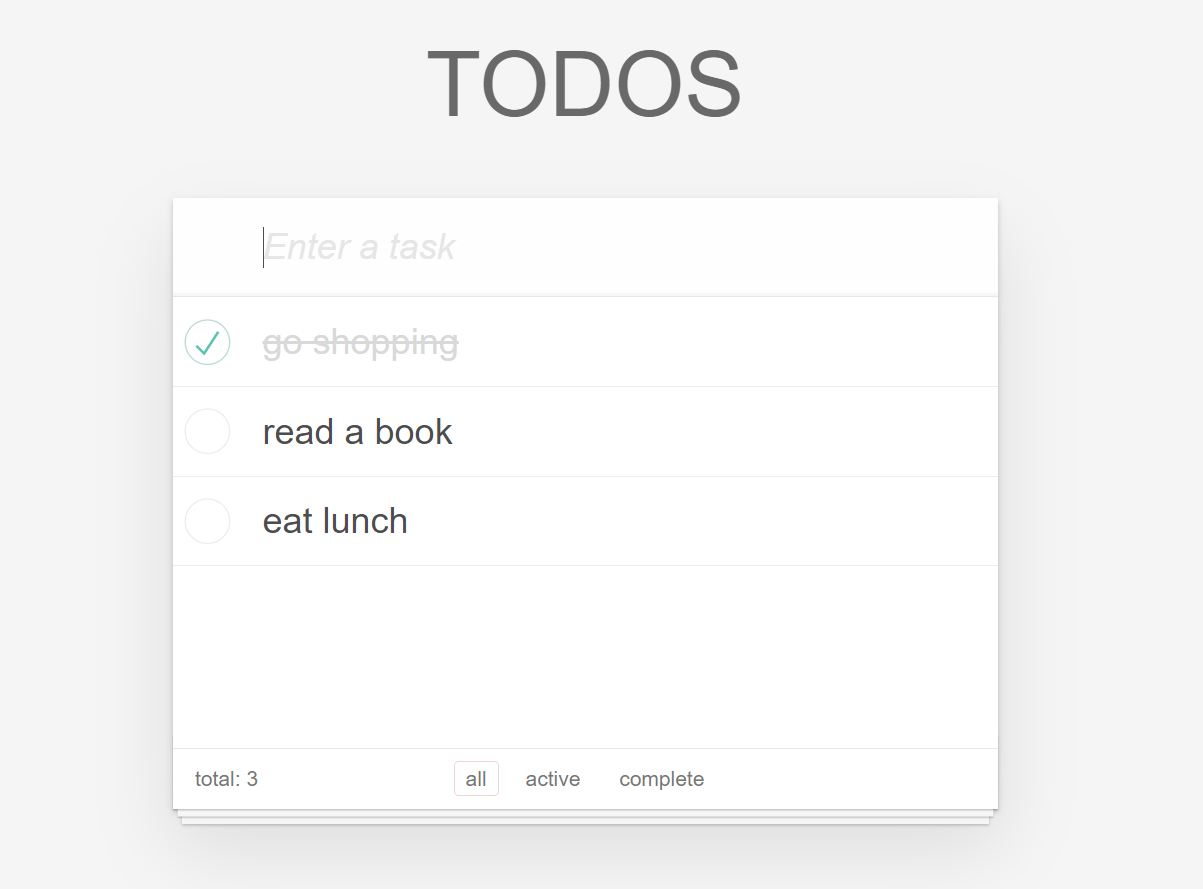 TODOS
Enter a task
go shopping
read a book
eat lunch
total: 3 all active complete